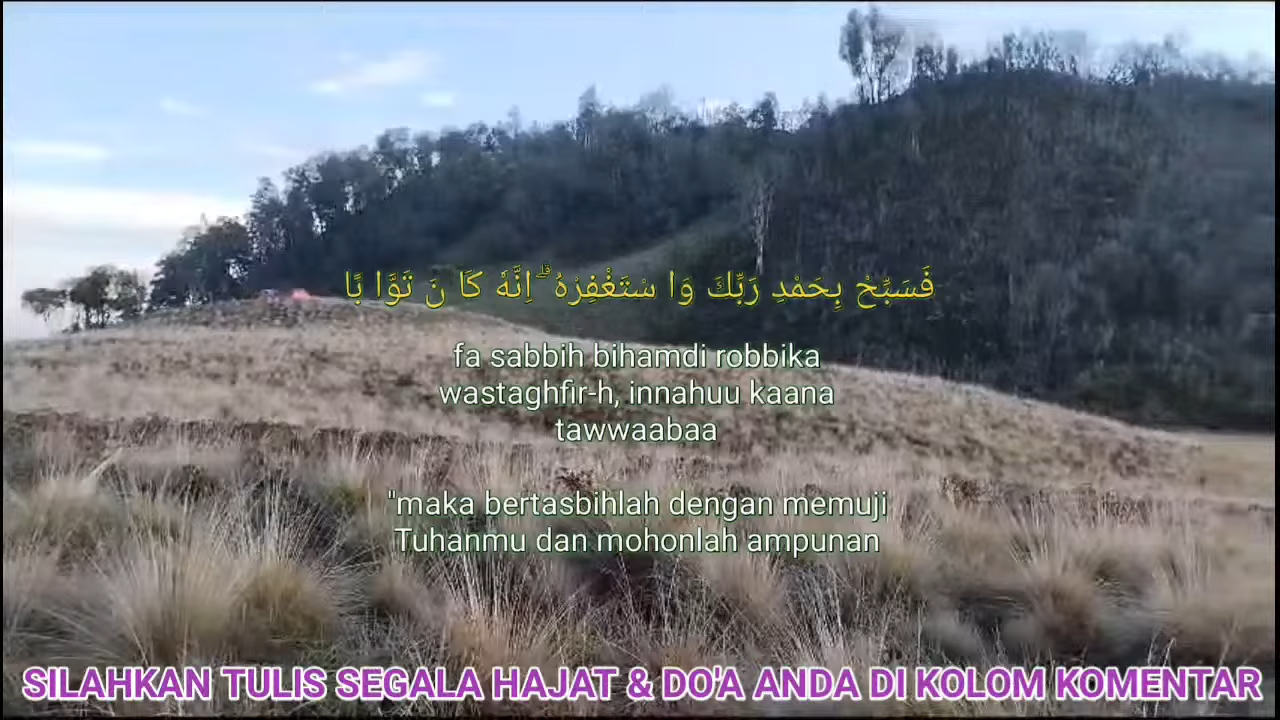 فَسَبِّحْ بِحَمْدِ رَبِّكَ وَا سْتَغْفِرْهُ ۗ اِنَّهٗ كَا نَ تَوَّا بًا
fa sabbih bihamdi robbika
wastaghfir-h, innahuu kaana
tawwaabaa
"maka bertasbihlah dengan memuji
Tuhanmu dan mohonlah ampunan
SILAHKAN TULIS SEGALA HAJAT & DO'A ANDA DI KOLOM KOMENTAR